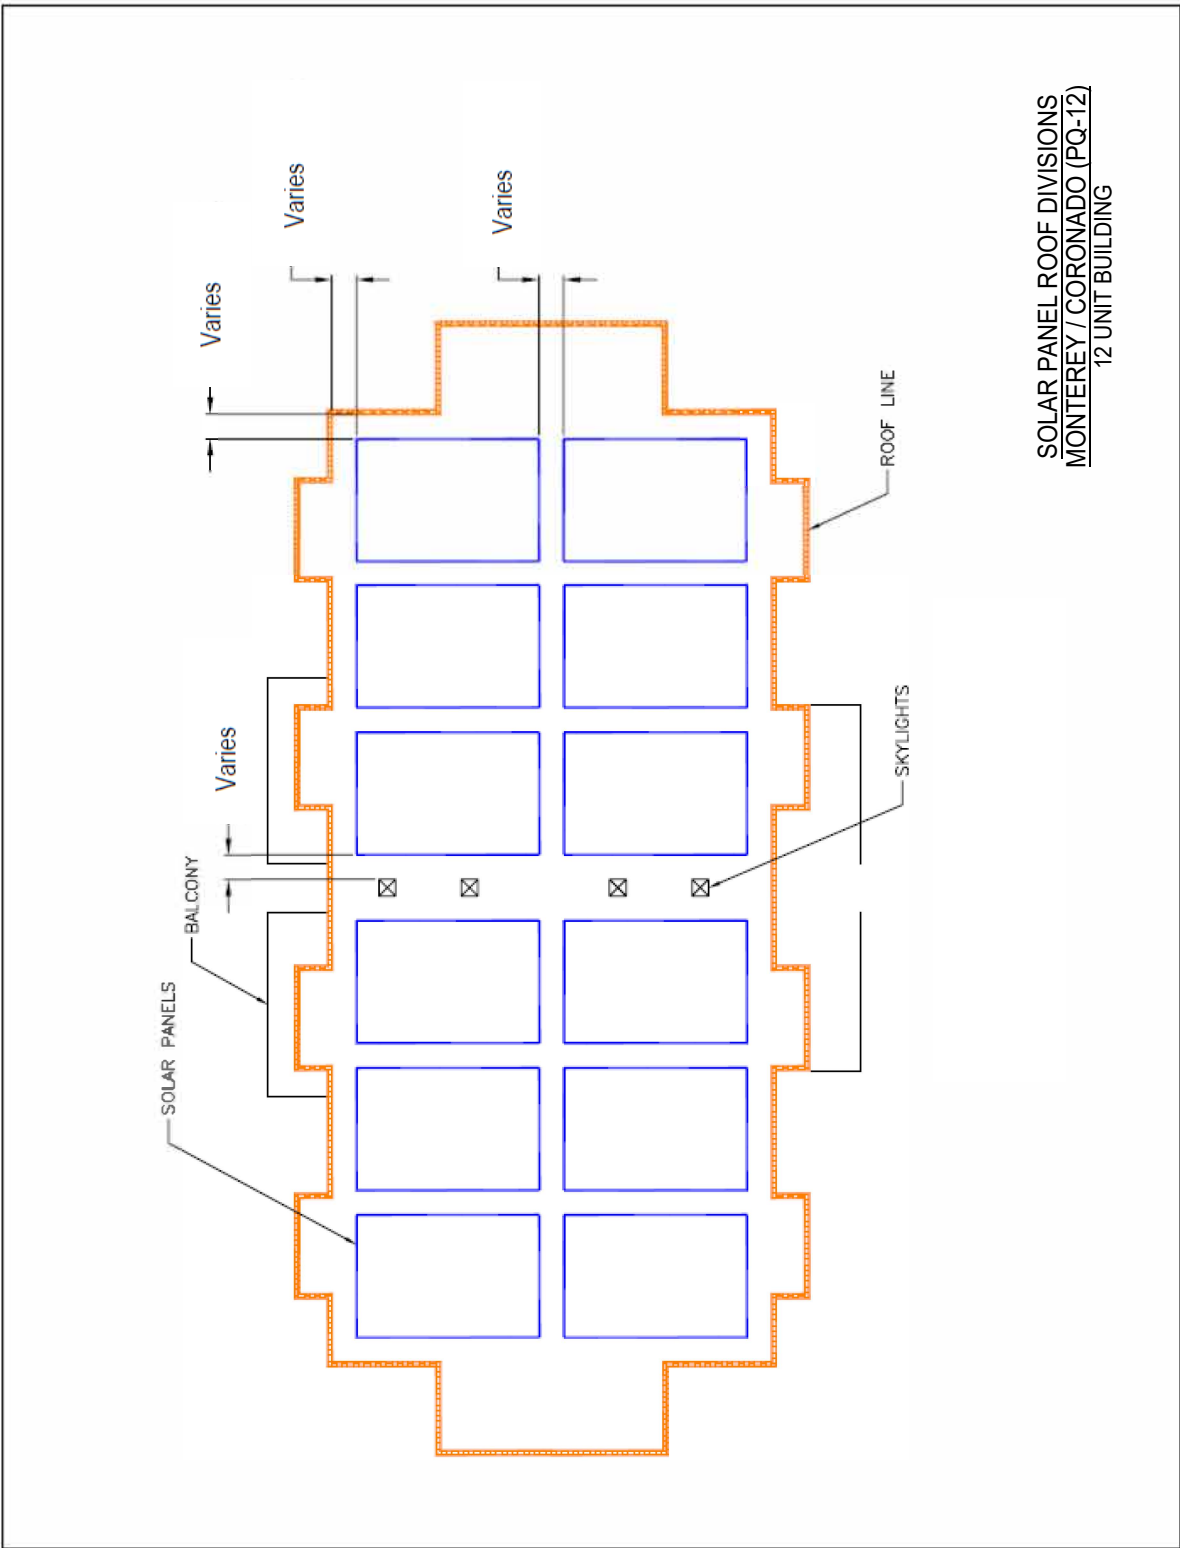 Varies
Varies
Varies
Varies
BALCONY
SOLAR PANELS
ROOF LINE
SKYLIGHTS
SOLAR PANEL ROOF DIVISIONS
MONTEREY / CORONADO (PQ-12)
12 UNIT BUILDING